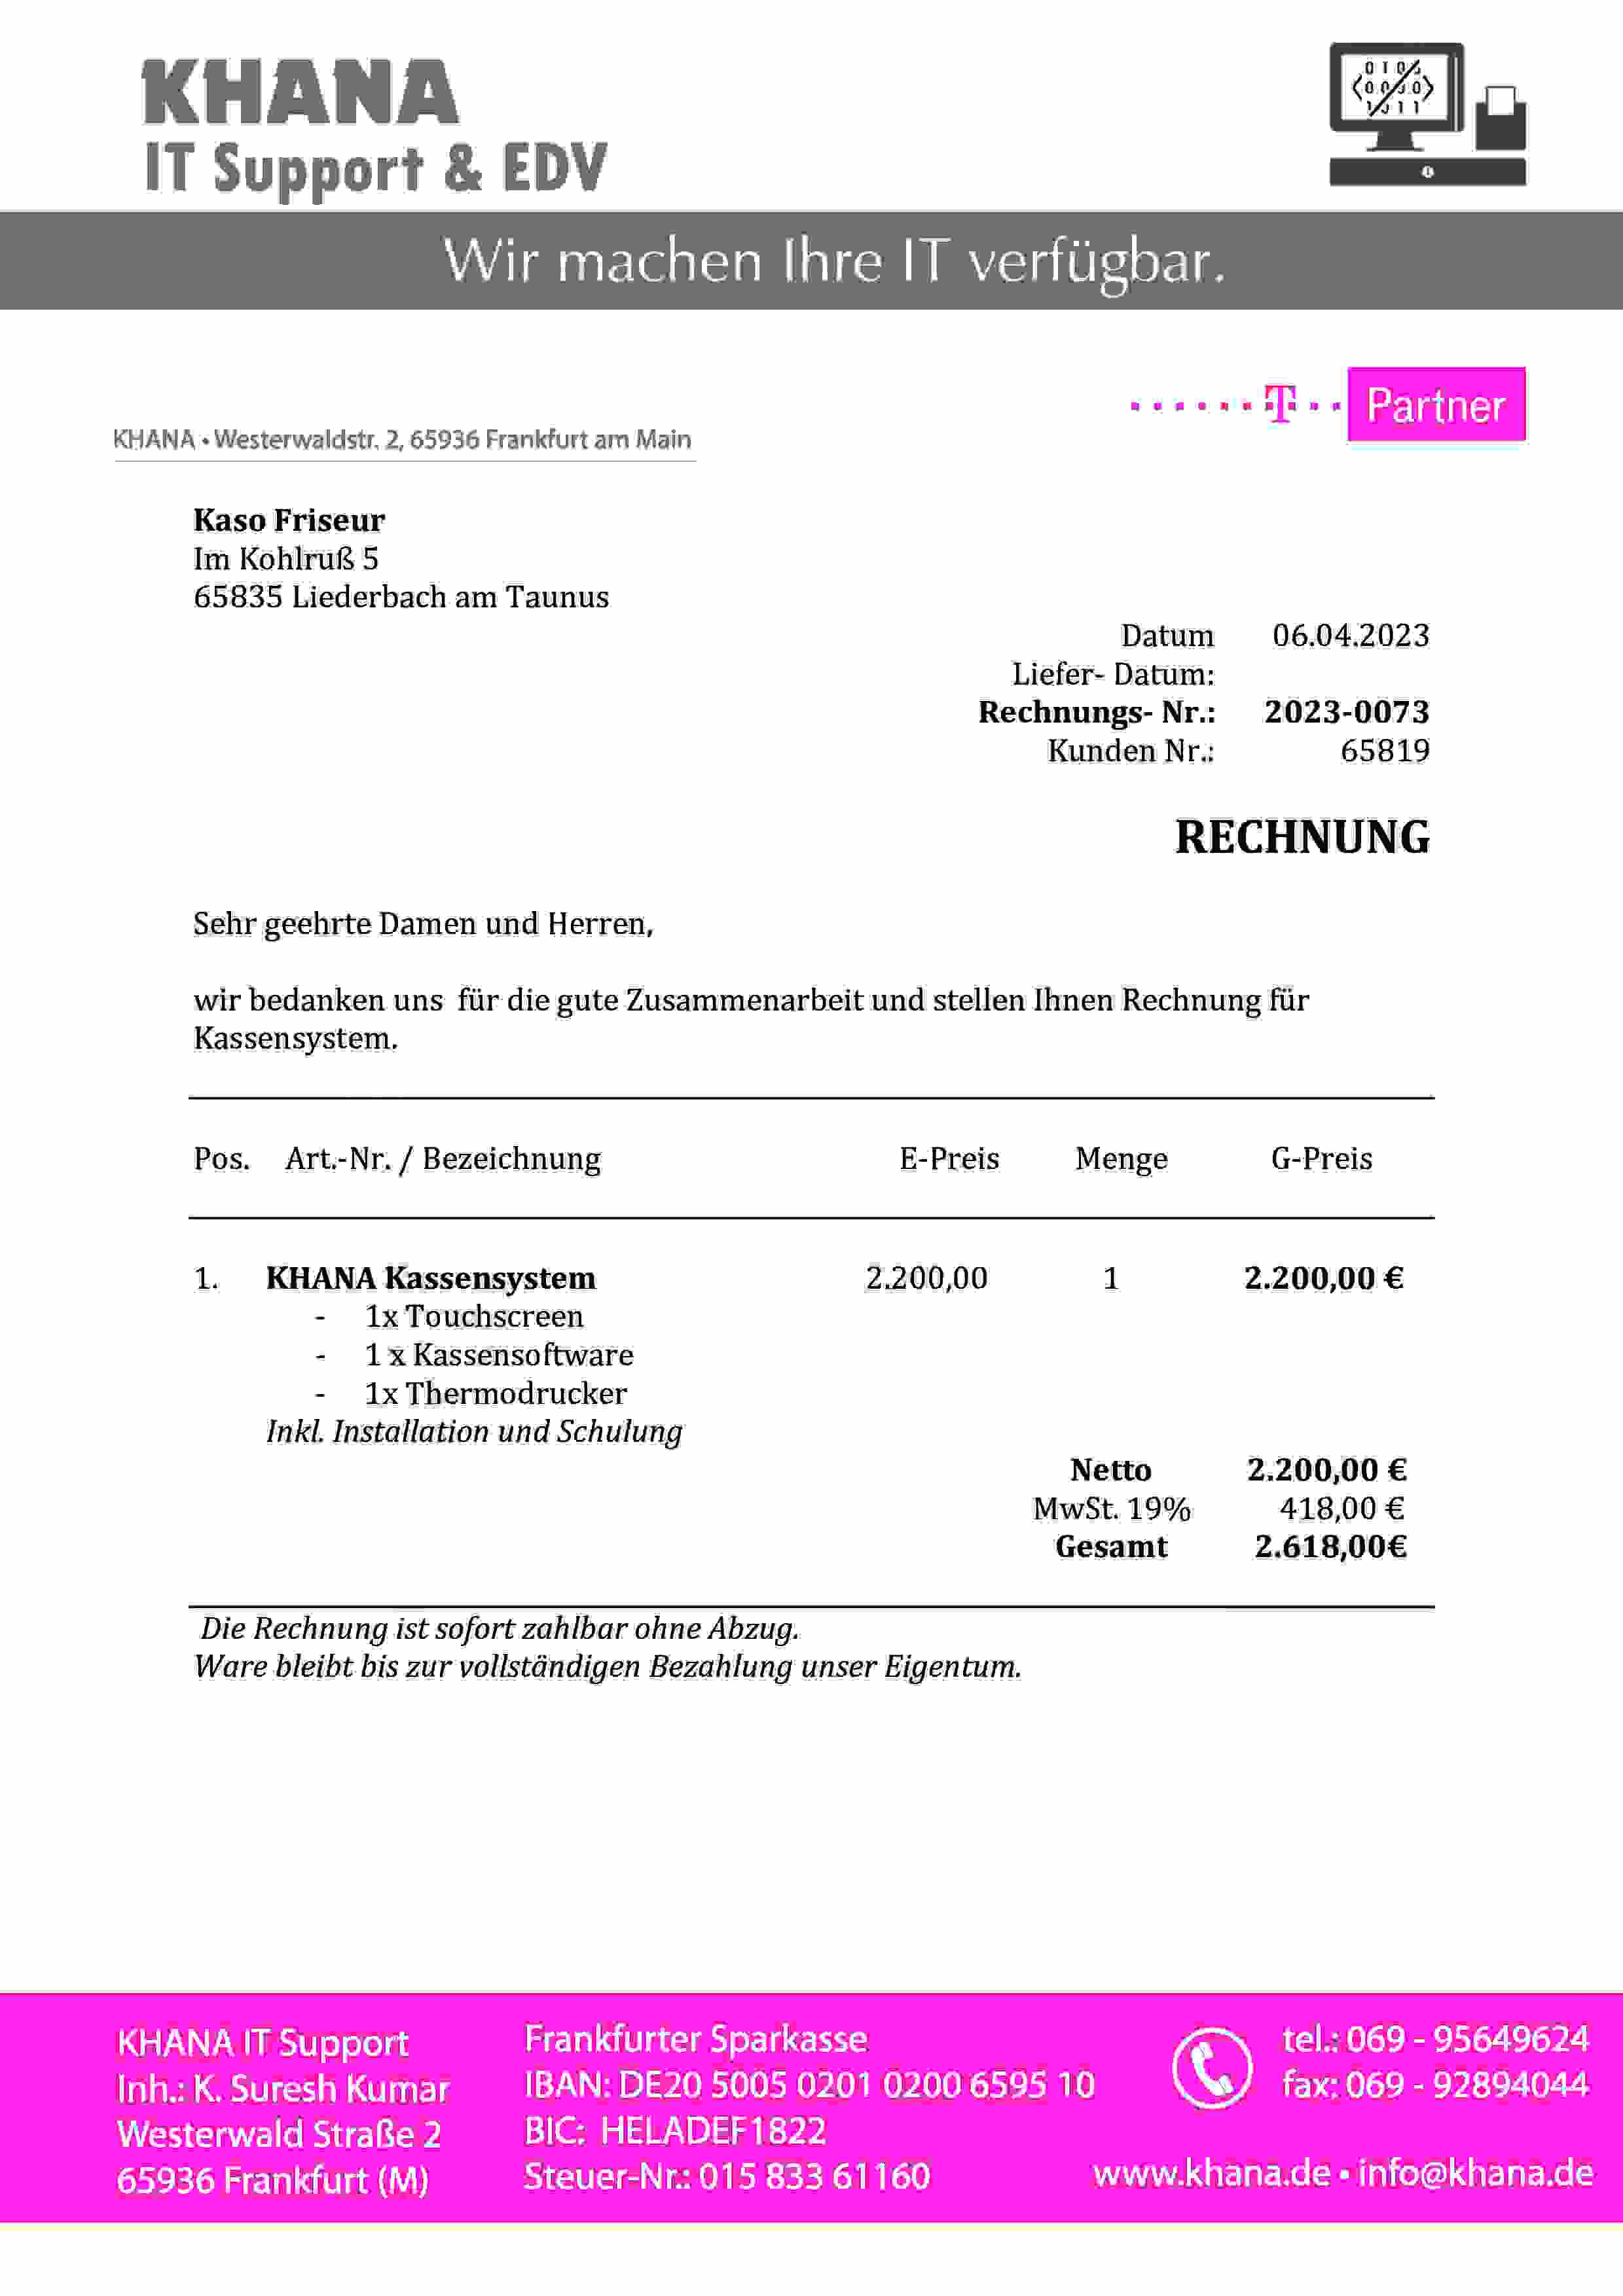 KHANA
IT Support & EDV
Wir machen Ihre IT verfügbar.
T Partner
KHANA • Westerwaldstr. 2, 65936 Frankfurt am Main
Kaso Friseur
Im Kohlruß 5
65835 Liederbach am Taunus
Datum 06.04.2023
Liefer- Datum:
Rechnungs- Nr.: 2023-0073
Kunden Nr.: 65819
RECHNUNG
Sehr geehrte Damen und Herren,
wir bedanken uns für die gute Zusammenarbeit und stellen Ihnen Rechnung für
Kassensystem.
Pos. Art.-Nr. / Bezeichnung E-Preis Menge G-Preis
1. KHANA Kassensystem 2.200,00 1 2.200,00 €
- 1x Touchscreen
- 1 x Kassensoftware
- 1x Thermodrucker
Inkl. Installation und Schulung
Netto 2.200,00 €
MwSt. 19% 418,00 €
Gesamt 2.618,00€
Die Rechnung ist sofort zahlbar ohne Abzug.
Ware bleibt bis zur vollständigen Bezahlung unser Eigentum.
KHANA IT Support
Inh.: K. Suresh Kumar
Westerwald Straße 2
65936 Frankfurt (M)
Frankfurter Sparkasse
IBAN: DE20 5005 0201 0200 6595 10
BIC: HELADEF1822
Steuer-Nr.: 015 833 61160
tel.: 069 - 95649624
fax: 069 - 92894044
www.khana.de • info@khana.de